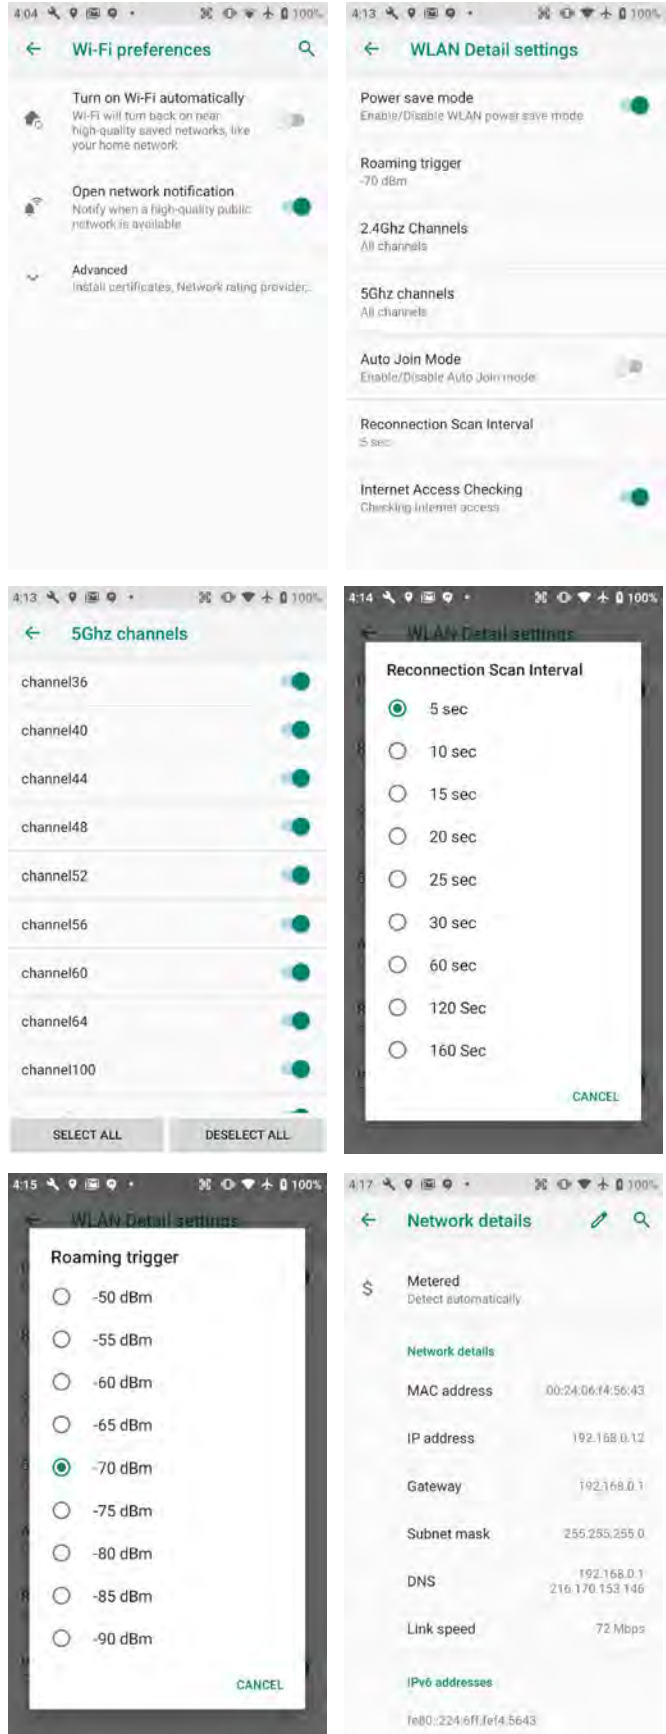 4:04
100%
Wi-Fi preferences
Turn on Wi-Fi automatically
Wi-Fi will turn back on near
high-quality saved networks, like
your home network
Open network notification
Notify when a high-quality public
network is available
Advanced
Install certificates, Network rating provider,..
4:13
100%
WLAN Detail settings
Power save mode
Enable/Disable WLAN power save mode
Roaming trigger
-70 dBm
2.4Ghz Channels
All channels
5Ghz channels
All channels
Auto Join Mode
Enable/Disable Auto Join mode
Reconnection Scan Interval
5 sec
Internet Access Checking
Checking Internet access
4:13
100%
5Ghz channels
channel36
channel40
channel44
channel48
channel52
channel56
channel60
channel64
channel100
SELECT ALL
DESELECT ALL
4:14
100%
WLAN Detail settings
Reconnection Scan Interval
5 sec
10 sec
15 sec
20 sec
25 sec
30 sec
60 sec
120 Sec
160 Sec
CANCEL
4:15
100%
WLAN Detail settings
Roaming trigger
-50 dBm
-55 dBm
-60 dBm
-65 dBm
-70 dBm
-75 dBm
-80 dBm
-85 dBm
-90 dBm
CANCEL
4:17
100%
Network details
$
Metered
Detect automatically
Network details
MAC address 00:24:06:f4:56:43
IP address 192.168.0.12
Gateway 192.168.0.1
Subnet mask 255.255.255.0
DNS 192.168.0.1
216.170.153.146
Link speed 72 Mbps
IPv6 addresses
fe80::224:6ff:fef4:5643